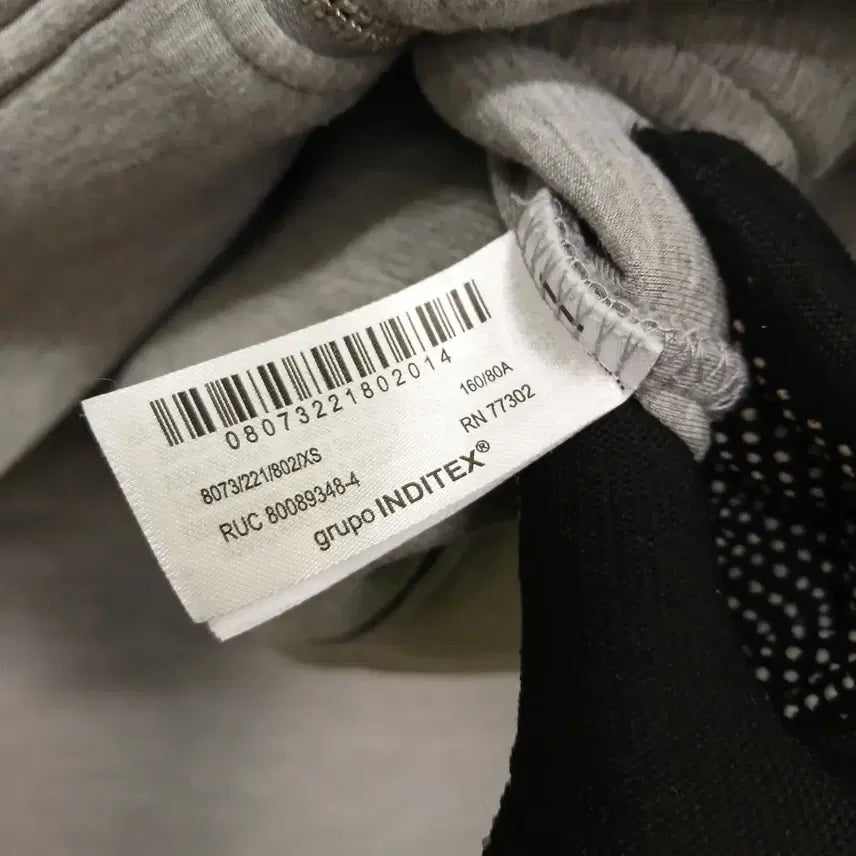 08073221802014
8073/221/802/XS 160/80A
RUC 80089348-4 RN 77302
grupo INDITEX®